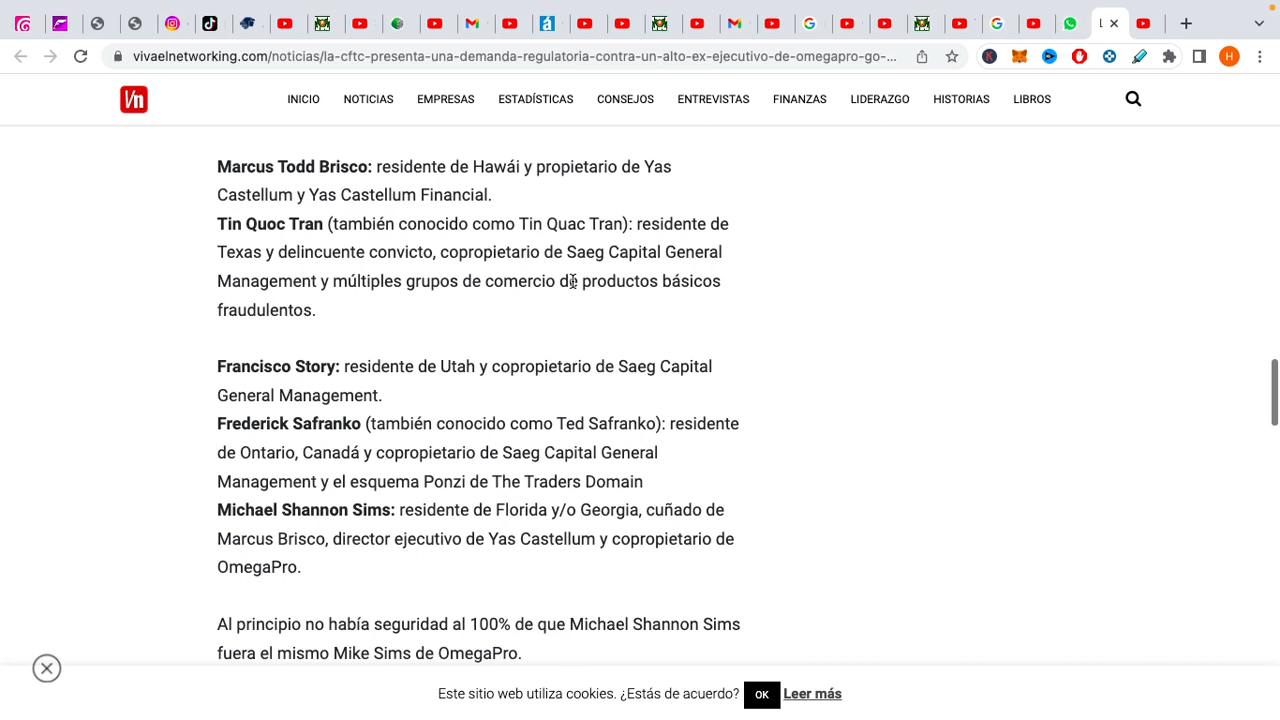 vivaelnetworking.com/noticias/la-cftc-presenta-una-demanda-regulatoria-contra-un-alto-ex-ejecutivo-de-omegapro-go-...
H
Vn
INICIO NOTICIAS EMPRESAS ESTADÍSTICAS CONSEJOS ENTREVISTAS FINANZAS LIDERAZGO HISTORIAS LIBROS
Marcus Todd Brisco: residente de Hawái y propietario de Yas
Castellum y Yas Castellum Financial.
Tin Quoc Tran (también conocido como Tin Quac Tran): residente de
Texas y delincuente convicto, copropietario de Saeg Capital General
Management y múltiples grupos de comercio de productos básicos
fraudulentos.
Francisco Story: residente de Utah y copropietario de Saeg Capital
General Management.
Frederick Safranko (también conocido como Ted Safranko): residente
de Ontario, Canadá y copropietario de Saeg Capital General
Management y el esquema Ponzi de The Traders Domain
Michael Shannon Sims: residente de Florida y/o Georgia, cuñado de
Marcus Brisco, director ejecutivo de Yas Castellum y copropietario de
OmegaPro.
Al principio no había seguridad al 100% de que Michael Shannon Sims
fuera el mismo Mike Sims de OmegaPro.
Este sitio web utiliza cookies. ¿Estás de acuerdo? OK Leer más